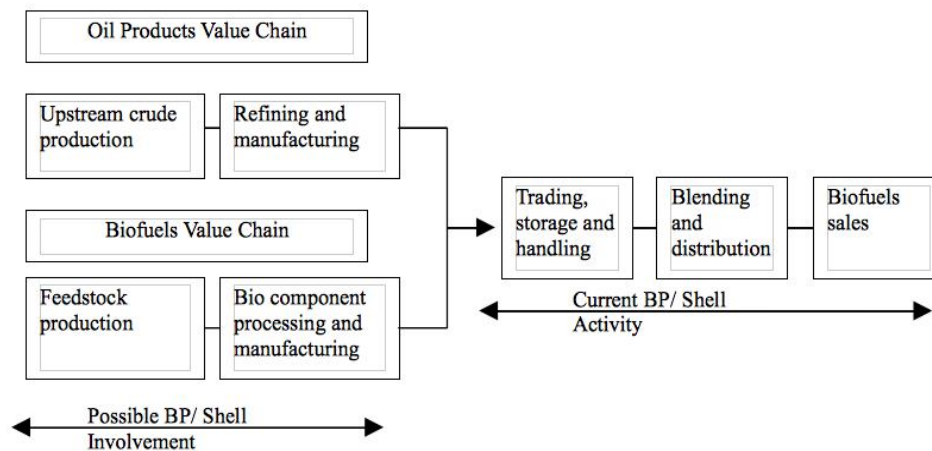 Oil Products Value Chain
Upstream crude
production
Refining and
manufacturing
Trading,
storage and
handling
Blending
and
distribution
Biofuels
sales
Biofuels Value Chain
Feedstock
production
Bio component
processing and
manufacturing
Current BP/ Shell
Activity
Possible BP/ Shell
Involvement